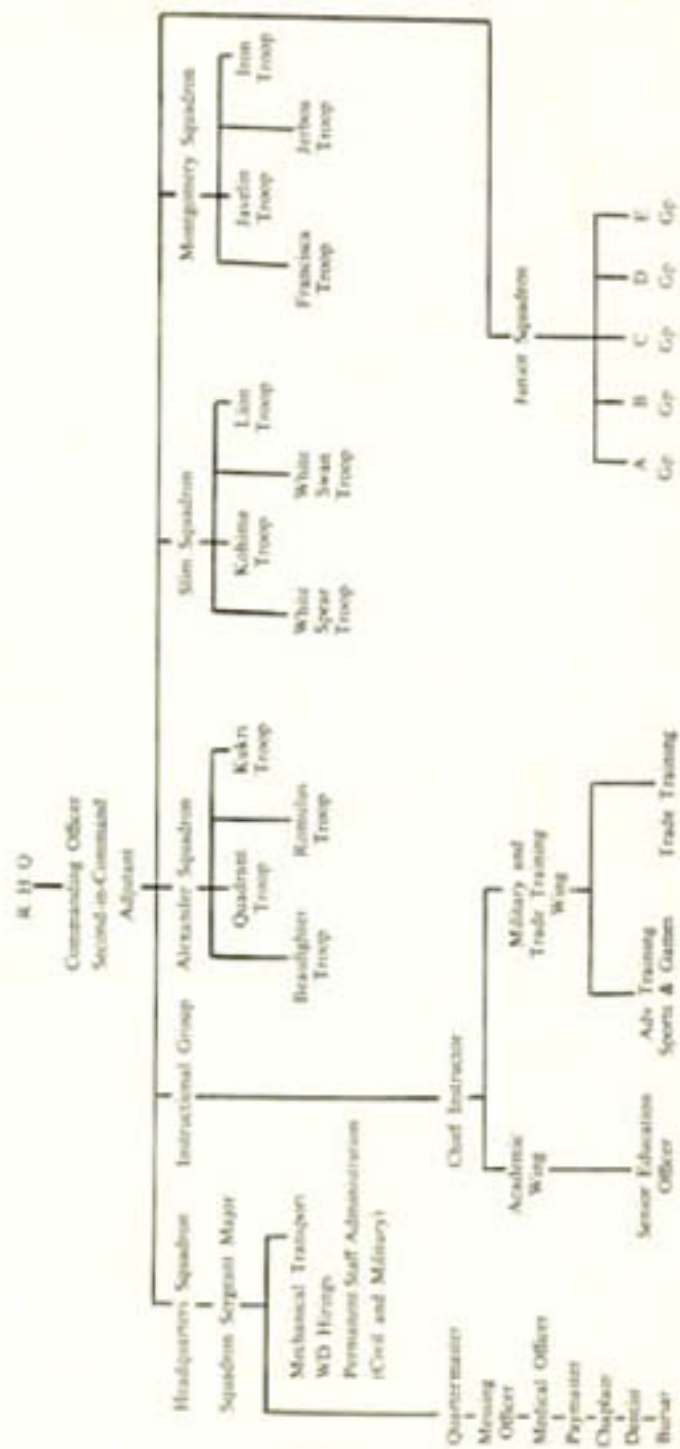 R H Q
Commanding Officer
Second-in-Command
Adjutant
Headquarters Squadron
Squadron Sergeant Major
Mechanical Transport
WD Hirings
Permanent Staff Administration
(Civil and Military)
Quartermaster
Messing
Officer
Medical Officer
Paymaster
Chaplain
Dentist
Bursar
Instructional Group
Chief Instructor
Academic
Wing
Senior Education
Officer
Military and
Trade Training
Wing
Adv Training
Sports & Games
Trade Training
Alexander Squadron
Beaufighter
Troop
Quadrant
Troop
Romulus
Troop
Kukri
Troop
Slim Squadron
White
Spear
Troop
Kohima
Troop
White
Swan
Troop
Lion
Troop
Montgomery Squadron
Francisca
Troop
Javelin
Troop
Jerboa
Troop
Iron
Troop
Junior Squadron
A
Gp
B
Gp
C
Gp
D
Gp
E
Gp